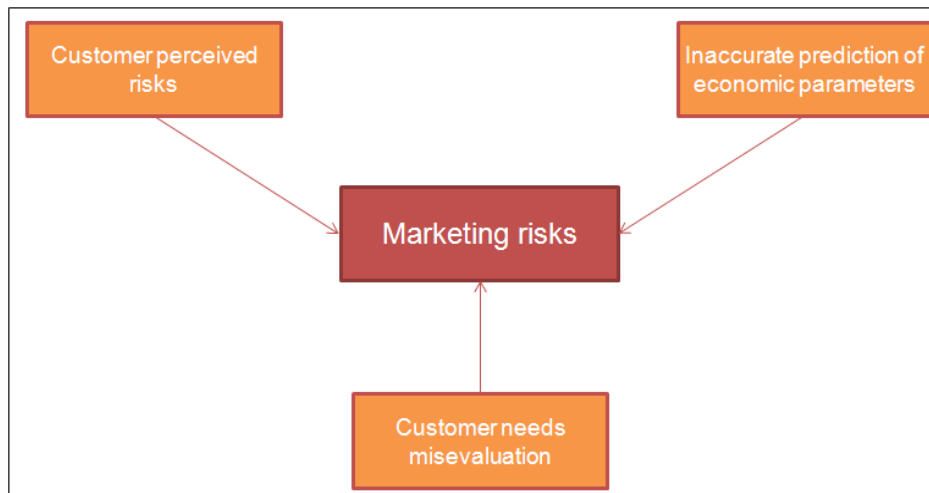 Customer perceived
risks
Inaccurate prediction of
economic parameters
Marketing risks
Customer needs
misevaluation